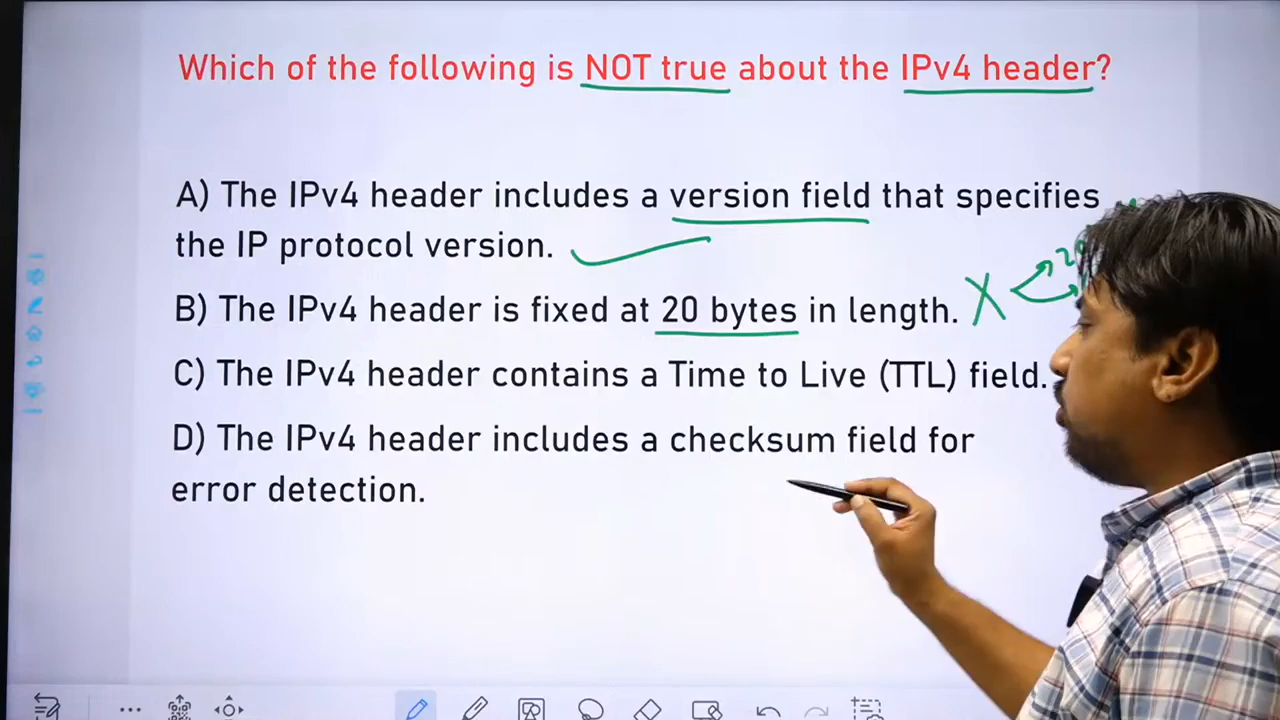 Which of the following is NOT true about the IPv4 header?
A) The IPv4 header includes a version field that specifies
the IP protocol version.
B) The IPv4 header is fixed at 20 bytes in length. X
C) The IPv4 header contains a Time to Live (TTL) field.
D) The IPv4 header includes a checksum field for
error detection.